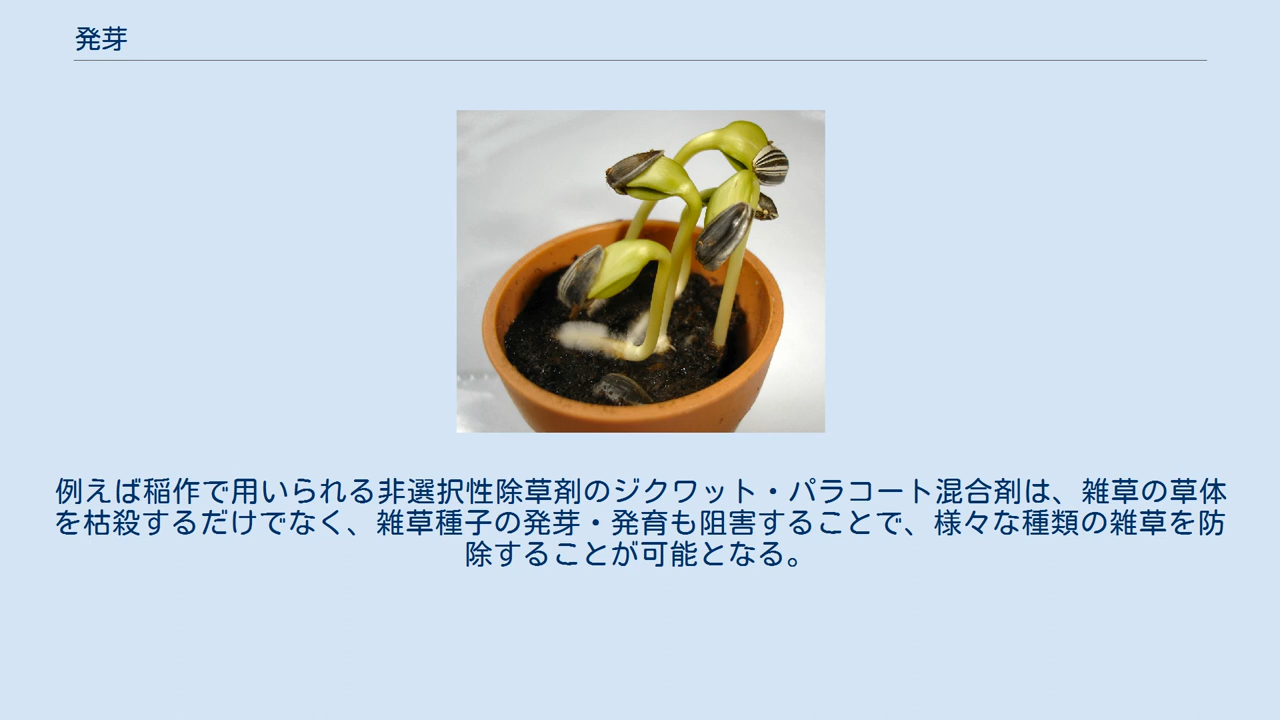 発芽
例えば稲作で用いられる非選択性除草剤のジクワット・パラコート混合剤は、雑草の草体
を枯殺するだけでなく、雑草種子の発芽・発育も阻害することで、様々な種類の雑草を防
除することが可能となる。